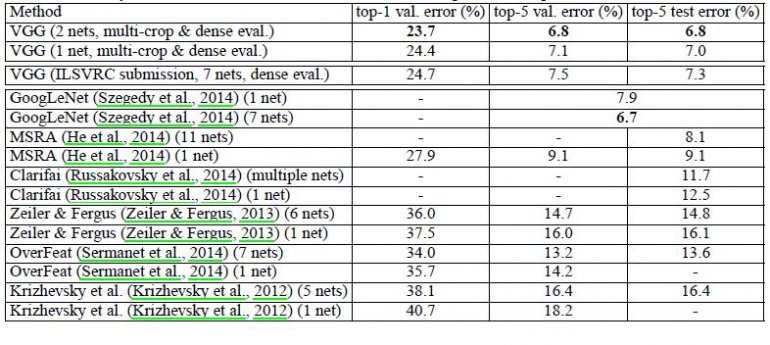 Method top-1 val. error (%) top-5 val. error (%) top-5 test error (%)
VGG (2 nets, multi-crop & dense eval.) 23.7 6.8 6.8
VGG (1 net, multi-crop & dense eval.) 24.4 7.1 7.0
VGG (ILSVRC submission, 7 nets, dense eval.) 24.7 7.5 7.3
GoogLeNet (Szegedy et al., 2014) (1 net) - 7.9
GoogLeNet (Szegedy et al., 2014) (7 nets) - 6.7
MSRA (He et al., 2014) (11 nets) - - 8.1
MSRA (He et al., 2014) (1 net) 27.9 9.1 9.1
Clarifai (Russakovsky et al., 2014) (multiple nets) - - 11.7
Clarifai (Russakovsky et al., 2014) (1 net) - - 12.5
Zeiler & Fergus (Zeiler & Fergus, 2013) (6 nets) 36.0 14.7 14.8
Zeiler & Fergus (Zeiler & Fergus, 2013) (1 net) 37.5 16.0 16.1
OverFeat (Sermanet et al., 2014) (7 nets) 34.0 13.2 13.6
OverFeat (Sermanet et al., 2014) (1 net) 35.7 14.2 -
Krizhevsky et al. (Krizhevsky et al., 2012) (5 nets) 38.1 16.4 16.4
Krizhevsky et al. (Krizhevsky et al., 2012) (1 net) 40.7 18.2 -